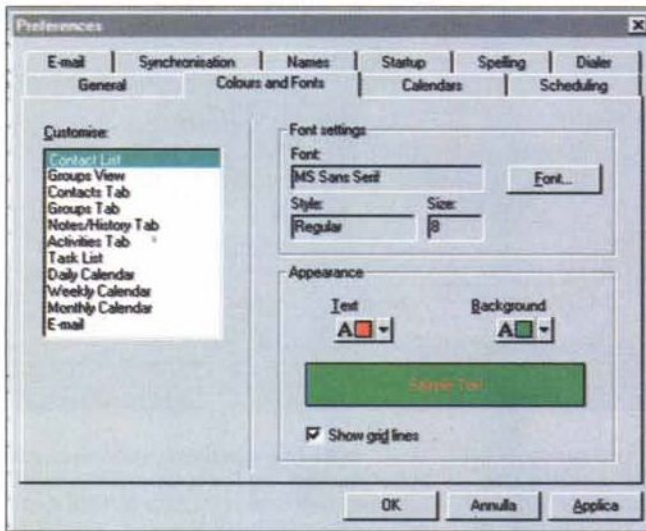 Preferences
E-mail Synchronisation Names Startup Spelling Dialer
General Colours and Fonts Calendars Scheduling
Customise:
Contact List
Groups View
Contacts Tab
Groups Tab
Notes/History Tab
Activities Tab
Task List
Daily Calendar
Weekly Calendar
Monthly Calendar
E-mail
Font settings
Font:
MS Sans Serif
Font...
Style: Size:
Regular 8
Appearance
Text Background
A A
Sample Text
Show grid lines
OK Annulla Applica